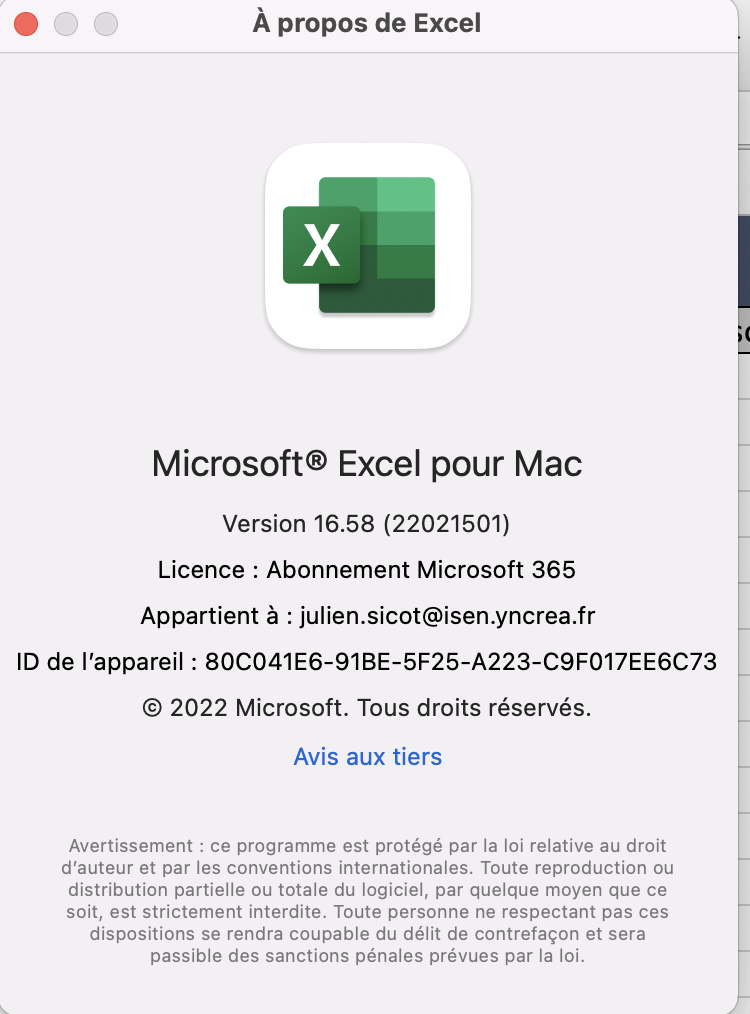 À propos de Excel
X
Microsoft® Excel pour Mac
Version 16.58 (22021501)
Licence : Abonnement Microsoft 365
Appartient à : julien.sicot@isen.yncrea.fr
ID de l’appareil : 80C041E6-91BE-5F25-A223-C9F017EE6C73
© 2022 Microsoft. Tous droits réservés.
Avis aux tiers
Avertissement : ce programme est protégé par la loi relative au droit
d’auteur et par les conventions internationales. Toute reproduction ou
distribution partielle ou totale du logiciel, par quelque moyen que ce
soit, est strictement interdite. Toute personne ne respectant pas ces
dispositions se rendra coupable du délit de contrefaçon et sera
passible des sanctions pénales prévues par la loi.